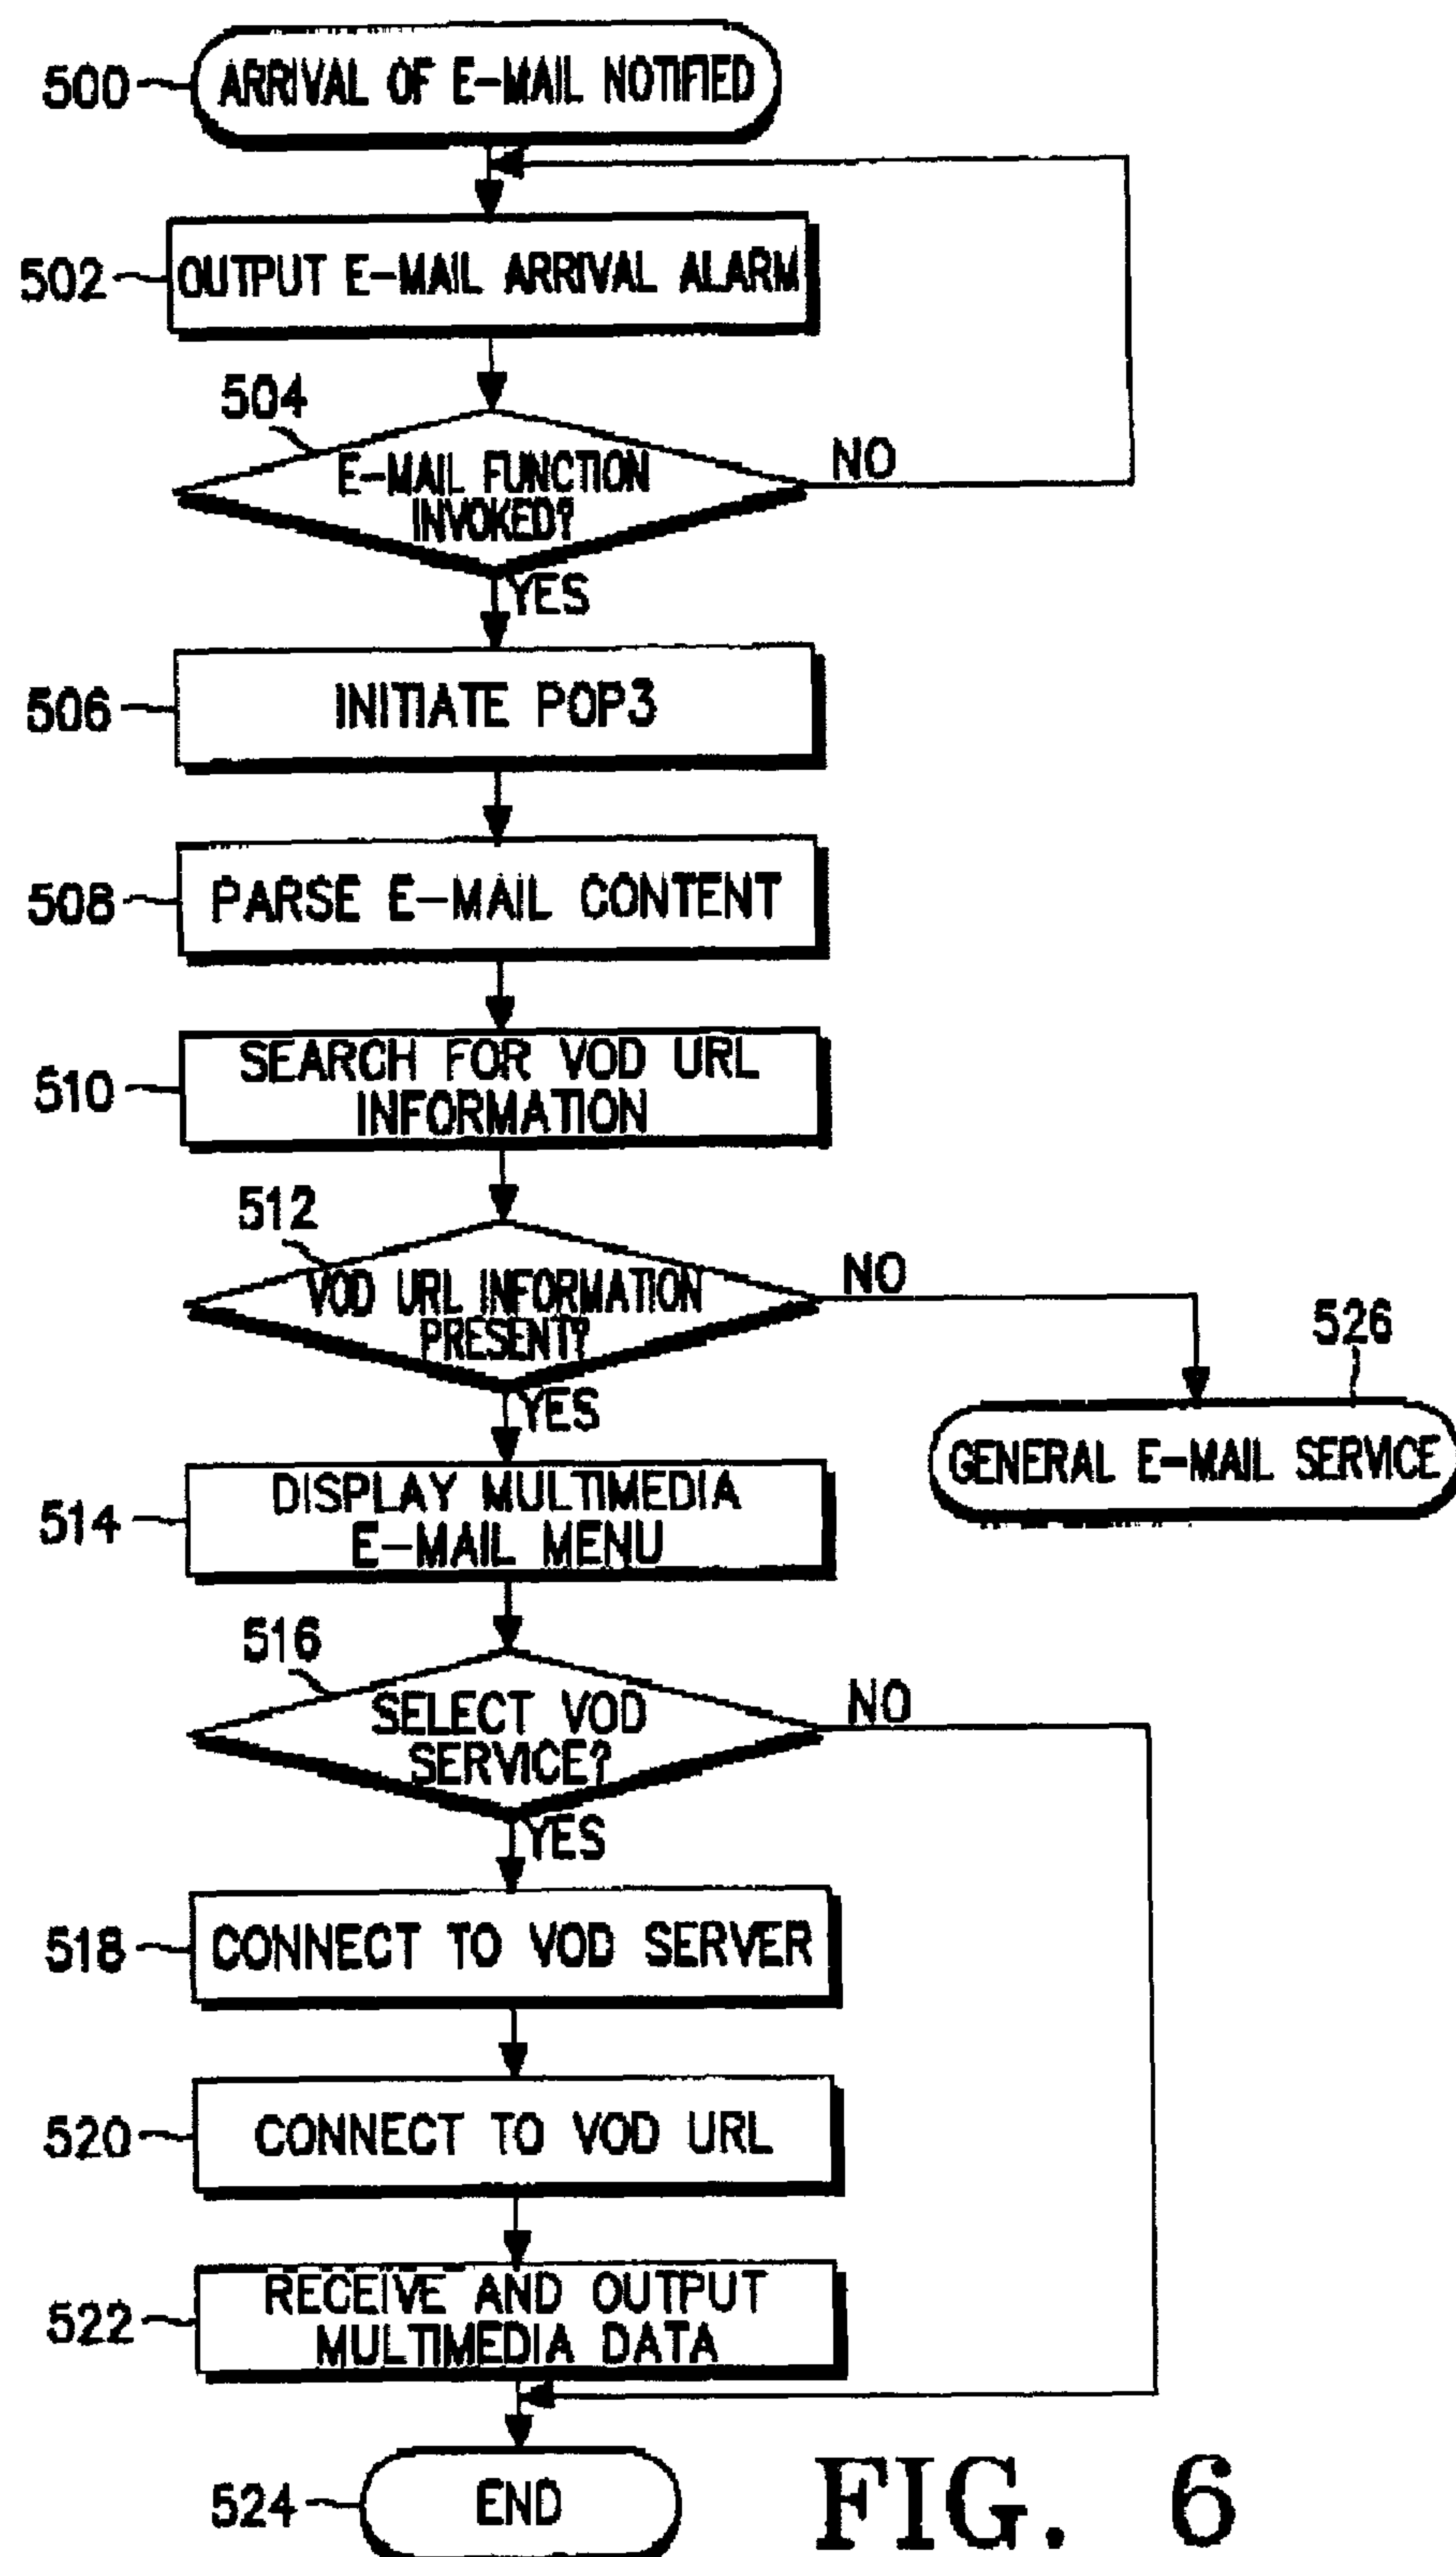 500
ARRIVAL OF E-MAIL NOTIFIED
502
OUTPUT E-MAIL ARRIVAL ALARM
504
E-MAIL FUNCTION
INVOKED?
NO
YES
506
INITIATE POP3
508
PARSE E-MAIL CONTENT
510
SEARCH FOR VOD URL
INFORMATION
512
VOD URL INFORMATION
PRESENT?
NO
YES
526
GENERAL E-MAIL SERVICE
514
DISPLAY MULTIMEDIA
E-MAIL MENU
516
SELECT VOD
SERVICE?
NO
YES
518
CONNECT TO VOD SERVER
520
CONNECT TO VOD URL
522
RECEIVE AND OUTPUT
MULTIMEDIA DATA
524
END
FIG. 6